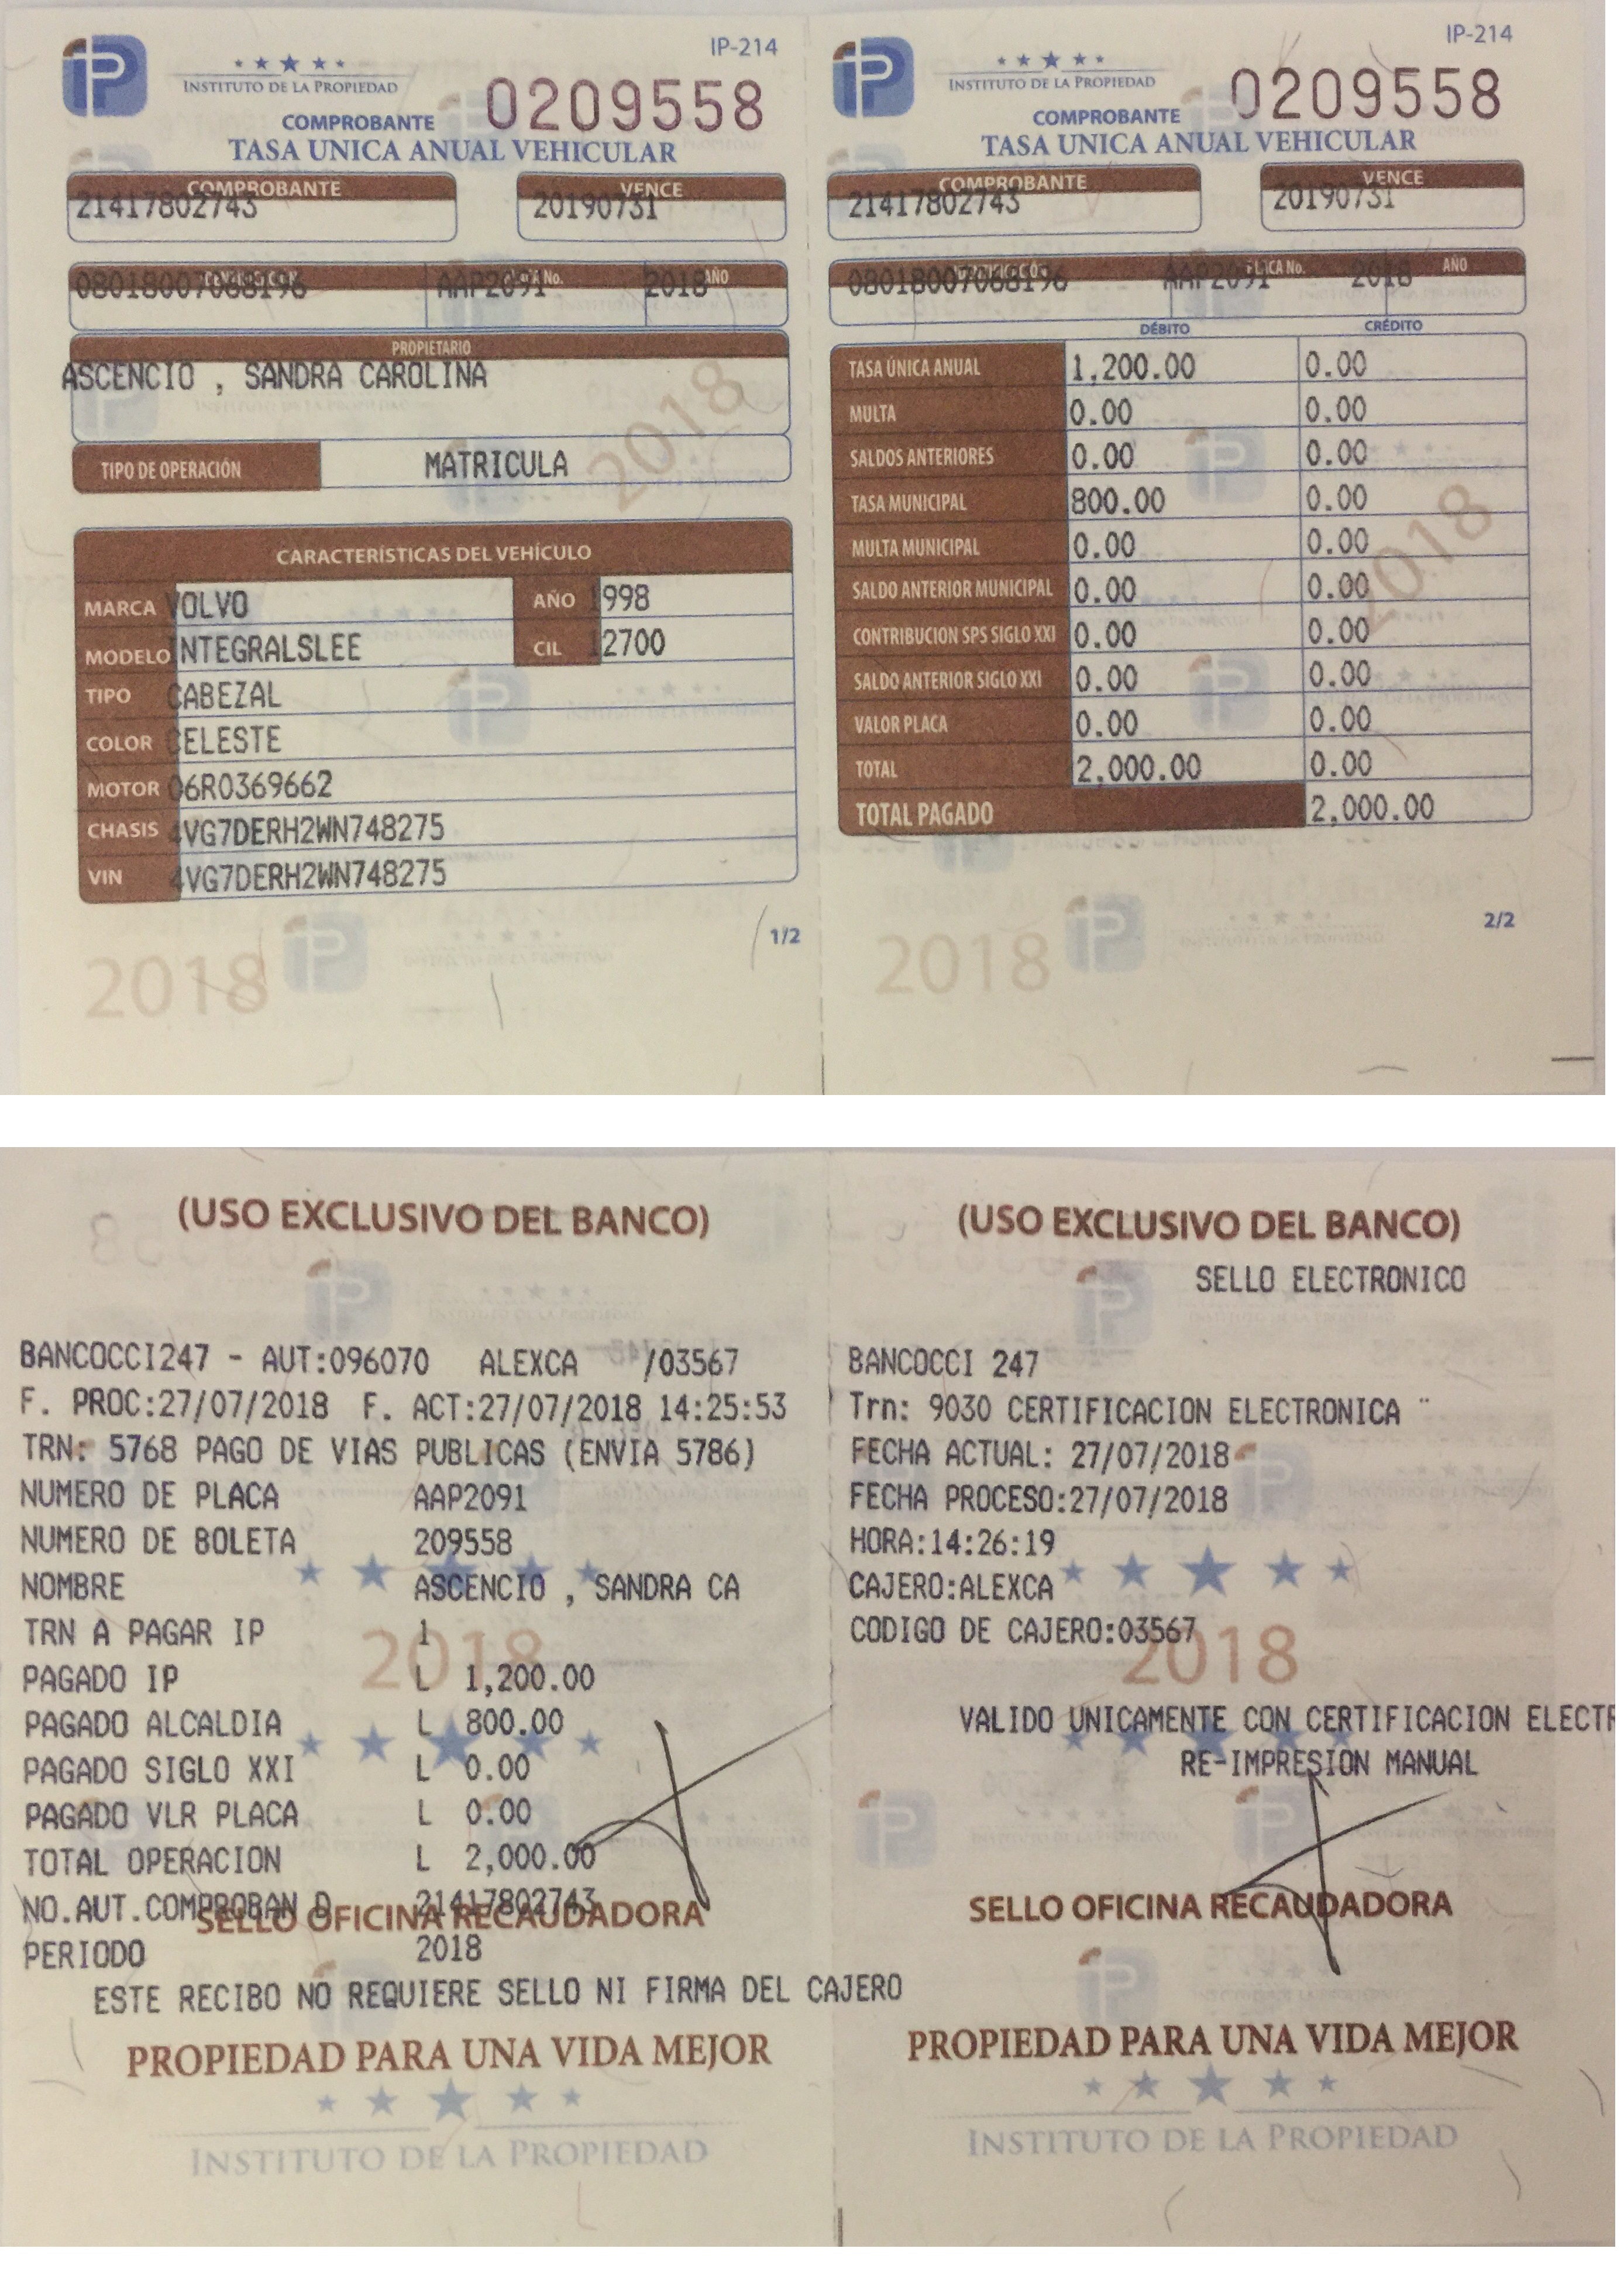 IP-214
INSTITUTO DE LA PROPIEDAD
0209558
COMPROBANTE
TASA UNICA ANUAL VEHICULAR
COMPROBANTE VENCE
21417802743 20190731
PLACA No. AÑO
08018007068196 AAP2091 2018
PROPIETARIO
ASCENCIO , SANDRA CAROLINA
TIPO DE OPERACIÓN MATRICULA
CARACTERÍSTICAS DEL VEHÍCULO
MARCA VOLVO AÑO 1998
MODELO INTEGRALSLEE CIL 12700
TIPO CABEZAL
COLOR CELESTE
MOTOR 06R0369662
CHASIS 4VG7DERH2WN748275
VIN 4VG7DERH2WN748275
1/2
2018
2018
IP-214
INSTITUTO DE LA PROPIEDAD
0209558
COMPROBANTE
TASA UNICA ANUAL VEHICULAR
COMPROBANTE VENCE
21417802743 20190731
PLACA No. AÑO
08018007068196 AAP2091 2018
DÉBITO CRÉDITO
TASA ÚNICA ANUAL 1,200.00 0.00
MULTA 0.00 0.00
SALDOS ANTERIORES 0.00 0.00
TASA MUNICIPAL 800.00 0.00
MULTA MUNICIPAL 0.00 0.00
SALDO ANTERIOR MUNICIPAL 0.00 0.00
CONTRIBUCION SPS SIGLO XXI 0.00 0.00
SALDO ANTERIOR SIGLO XXI 0.00 0.00
VALOR PLACA 0.00 0.00
TOTAL 2,000.00 0.00
TOTAL PAGADO 2,000.00
2/2
2018
2018
(USO EXCLUSIVO DEL BANCO)
BANCOCCI247 - AUT:096070 ALEXCA /03567
F. PROC:27/07/2018 F. ACT:27/07/2018 14:25:53
TRN: 5768 PAGO DE VIAS PUBLICAS (ENVIA 5786)
NUMERO DE PLACA AAP2091
NUMERO DE BOLETA 209558
NOMBRE ASCENCIO , SANDRA CA
TRN A PAGAR IP 1
2018
PAGADO IP L 1,200.00
PAGADO ALCALDIA L 800.00
PAGADO SIGLO XXI L 0.00
PAGADO VLR PLACA L 0.00
TOTAL OPERACION L 2,000.00
NO.AUT.COMPROBAN D 21417802743
SELLO OFICINA RECAUDADORA
PERIODO 2018
ESTE RECIBO NO REQUIERE SELLO NI FIRMA DEL CAJERO
PROPIEDAD PARA UNA VIDA MEJOR
INSTITUTO DE LA PROPIEDAD
(USO EXCLUSIVO DEL BANCO)
SELLO ELECTRONICO
BANCOCCI 247
Trn: 9030 CERTIFICACION ELECTRONICA
FECHA ACTUAL: 27/07/2018
FECHA PROCESO:27/07/2018
HORA:14:26:19
CAJERO:ALEXCA
CODIGO DE CAJERO:03567
2018
VALIDO UNICAMENTE CON CERTIFICACION ELECTR
RE-IMPRESION MANUAL
SELLO OFICINA RECAUDADORA
PROPIEDAD PARA UNA VIDA MEJOR
INSTITUTO DE LA PROPIEDAD